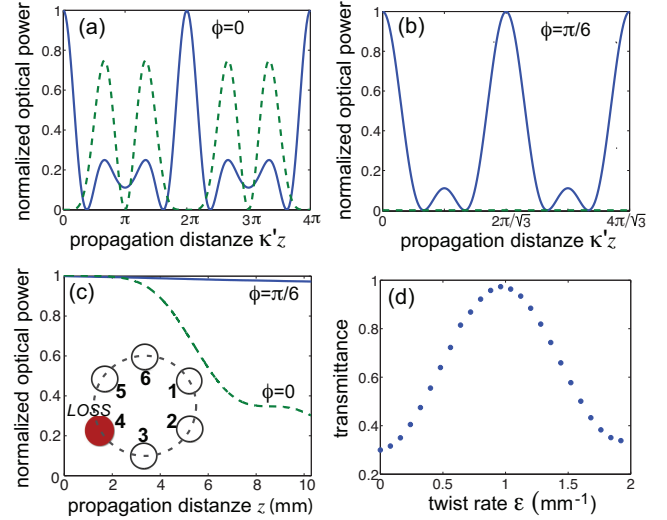 (a)
ϕ=0
normalized optical power
1
0.8
0.6
0.4
0.2
0
0
π
2π
3π
4π
propagation distanze κ'z
(b)
ϕ=π/6
normalized optical power
1
0.8
0.6
0.4
0.2
0
0
2π/√3
4π/√3
propagation distanze κ'z
(c)
ϕ=π/6
ϕ=0
normalized optical power
1
0.8
0.6
0.4
0.2
0
6
5
1
LOSS
4
2
3
0
2
4
6
8
10
propagation distanze z (mm)
(d)
transmittance
1
0.8
0.6
0.4
0.2
0
0
0.5
1
1.5
2
twist rate ε (mm⁻¹)